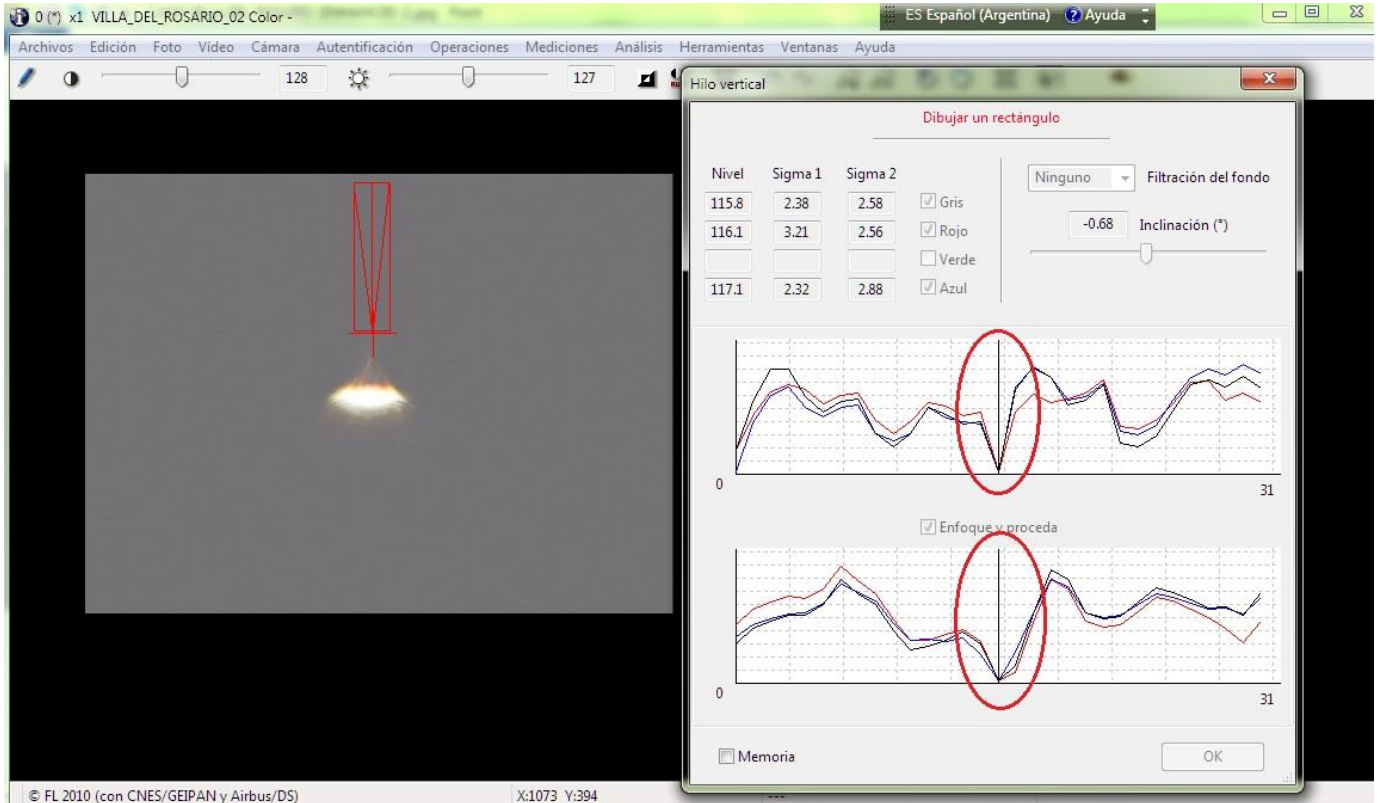 0 (*) x1 VILLA_DEL_ROSARIO_02 Color -
ES Español (Argentina) Ayuda
Archivos Edición Foto Vídeo Cámara Autentificación Operaciones Mediciones Análisis Herramientas Ventanas Ayuda
128 127
Hilo vertical
Dibujar un rectángulo
Nivel Sigma 1 Sigma 2
Ninguno Filtración del fondo
115.8 2.38 2.58 Gris
116.1 3.21 2.56 Rojo
-0.68 Inclinación (°)
Verde
117.1 2.32 2.88 Azul
0 31
Enfoque y proceda
0 31
Memoria OK
© FL 2010 (con CNES/GEIPAN y Airbus/DS) X:1073 Y:394 ---